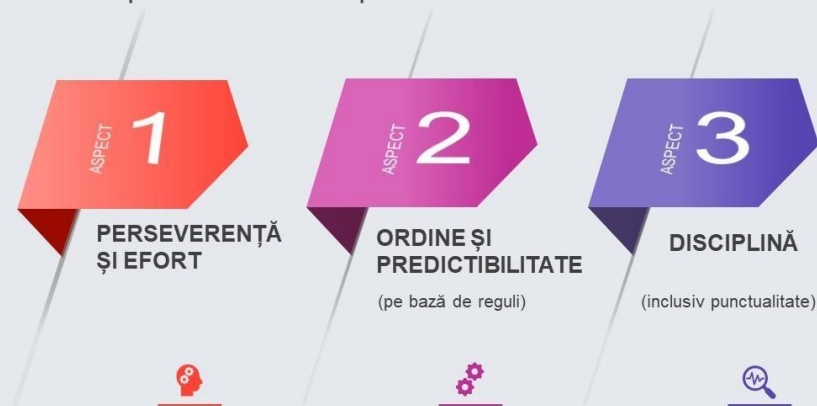 ASPECT 1
PERSEVERENȚĂ
ȘI EFORT
ASPECT 2
ORDINE ȘI
PREDICTIBILITATE
(pe bază de reguli)
ASPECT 3
DISCIPLINĂ
(inclusiv punctualitate)